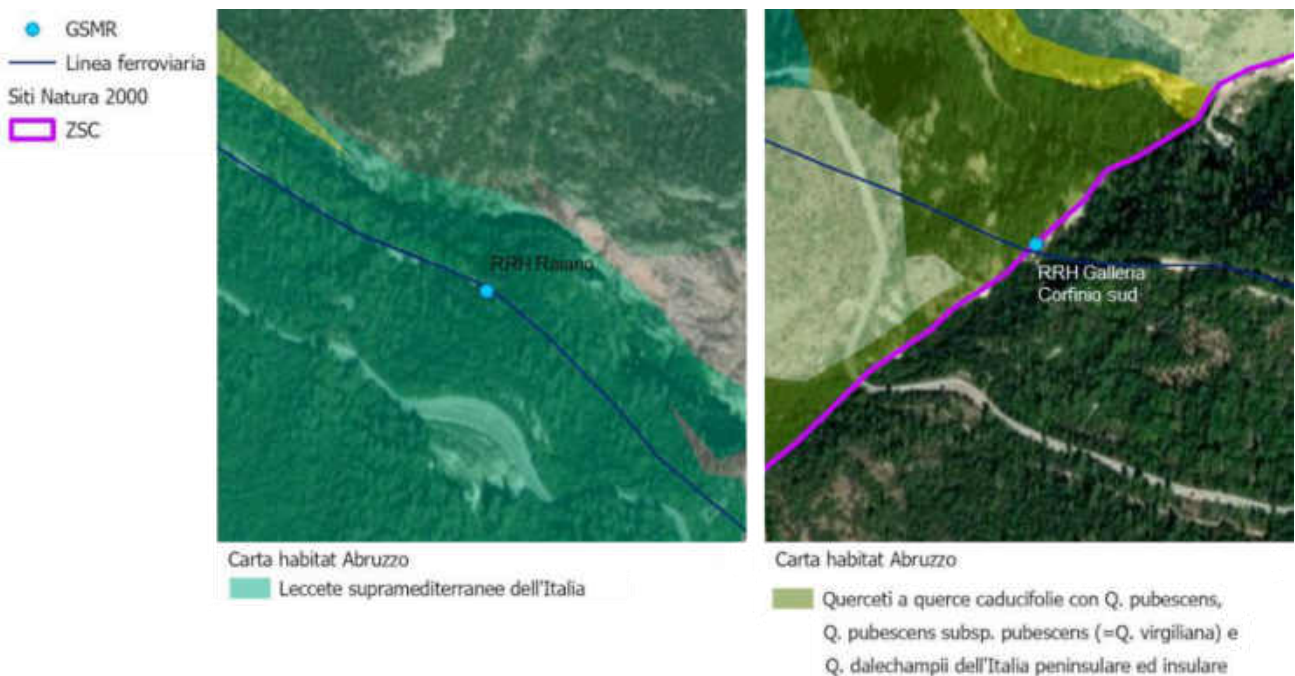 GSMR
Linea ferroviaria
Siti Natura 2000
ZSC
RRH Raiano
RRH Galleria
Corfinio sud
Carta habitat Abruzzo
Leccete supramediterranee dell'Italia
Carta habitat Abruzzo
Querceti a querce caducifolie con Q. pubescens,
Q. pubescens subsp. pubescens (=Q. virgiliana) e
Q. dalechampii dell'Italia peninsulare ed insulare